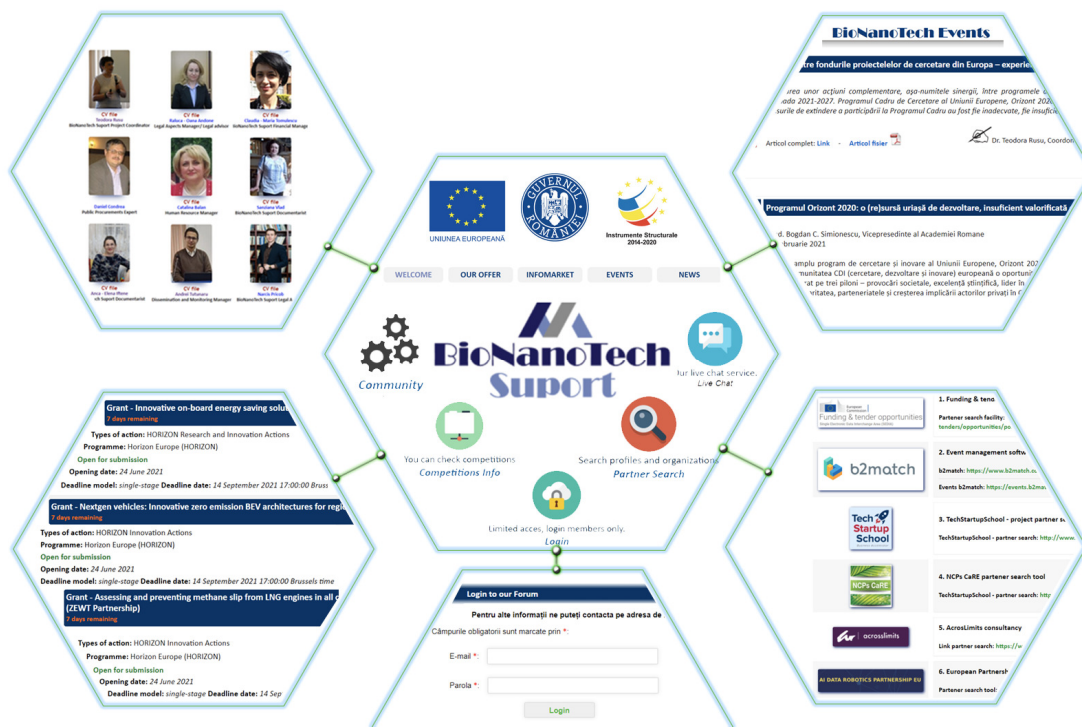 CV file
Teodora Rusu
BioNanoTech Suport Project Coordinator
CV file
Raluca - Oana Andone
Legal Aspects Manager/ Legal advisor
CV file
Claudia - Maria Tomulescu
BioNanoTech Suport Financial Manage
Daniel Condrea
Public Procurements Expert
CV file
Catalina Balan
Human Resource Manager
Sanziana Vlad
BioNanoTech Suport Documentarist
Anca - Elena
ch Suport Documentarist
CV file
Andrei Tutunaru
Dissemination and Monitoring Manager
CV file
Narcis Pricob
BioNanoTech Suport Legal A
BioNanoTech Events
tre fondurile proiectelelor de cercetare din Europa – experie
area unor acțiuni complementare, așa-numitele sinergii, între programele
ada 2021-2027. Programul Cadru de Cercetare al Uniunii Europene, Orizont 202
surile de extindere a participării la Programul Cadru au fost fie inadecvate, fie insufici
Articol complet: Link - Articol fisier
Dr. Teodora Rusu, Coordon
Programul Orizont 2020: o (re)sursă uriașă de dezvoltare, insuficient valorificată
d. Bogdan C. Simionescu, Vicepresedinte al Academiei Romane
bruarie 2021
amplu program de cercetare și inovare al Uniunii Europene, Orizont 202
munitatea CDI (cercetare, dezvoltare și inovare) europeană o oportuni
rat pe trei piloni – provocări societale, excelență științifică, lider în
ritatea, parteneriatele și creșterea implicării actorilor privați în C
UNIUNEA EUROPEANĂ
GUVERNUL ROMÂNIEI
Instrumente Structurale
2014-2020
WELCOME OUR OFFER INFOMARKET EVENTS NEWS
BioNanoTech
Suport
Community
ur live chat service.
Live Chat
You can check competitions
Competitions Info
Search profiles and organizations
Partner Search
Limited acces, login members only.
Login
Grant - Innovative on-board energy saving solu
7 days remaining
Types of action: HORIZON Research and Innovation Actions
Programme: Horizon Europe (HORIZON)
Open for submission
Opening date: 24 June 2021
Deadline model: single-stage Deadline date: 14 September 2021 17:00:00 Bruss
Grant - Nextgen vehicles: Innovative zero emission BEV architectures for regi
7 days remaining
Types of action: HORIZON Innovation Actions
Programme: Horizon Europe (HORIZON)
Open for submission
Opening date: 24 June 2021
Deadline model: single-stage Deadline date: 14 September 2021 17:00:00 Brussels time
Grant - Assessing and preventing methane slip from LNG engines in all c
(ZEWT Partnership)
7 days remaining
Types of action: HORIZON Innovation Actions
Programme: Horizon Europe (HORIZON)
Open for submission
Opening date: 24 June 2021
Deadline model: single-stage Deadline date: 14 Sep
Login to our Forum
Pentru alte informații ne puteți contacta pe adresa de
Câmpurile obligatorii sunt marcate prin *:
E-mail *:
Parola *:
Login
European Commission
Funding & tender opportunities
1. Funding & teno
Partner search facility:
tenders/opportunities/po
b2match
2. Event management softw
b2match: https://www.b2match.c
Events b2match: https://events.b2ma
Tech
Startup
School
3. TechStartupSchool - project partner s
TechStartupSchool - partner search: http://www.
NCPs CaRE
4. NCPs CaRE partener search tool
TechStartupSchool - partner search: http
acrosslimits
5. AcrosLimits consultancy
Link partner search: https://w
AI DATA ROBOTICS PARTNERSHIP EU
6. European Partnersh
Partner search tool: